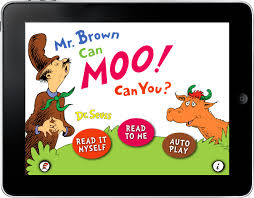 Mr. Brown
Can
MOO!
Can You?
Dr. Seuss
READ IT
MYSELF
READ
TO ME
AUTO
PLAY
i